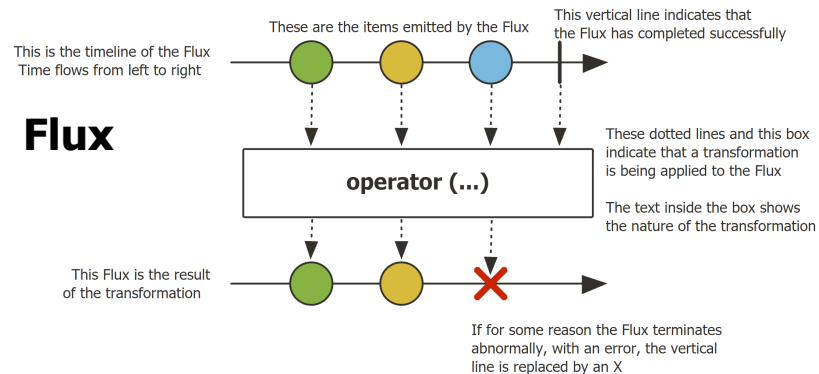 These are the items emitted by the Flux
This vertical line indicates that
the Flux has completed successfully
This is the timeline of the Flux
Time flows from left to right
Flux
operator (...)
These dotted lines and this box
indicate that a transformation
is being applied to the Flux
The text inside the box shows
the nature of the transformation
This Flux is the result
of the transformation
If for some reason the Flux terminates
abnormally, with an error, the vertical
line is replaced by an X